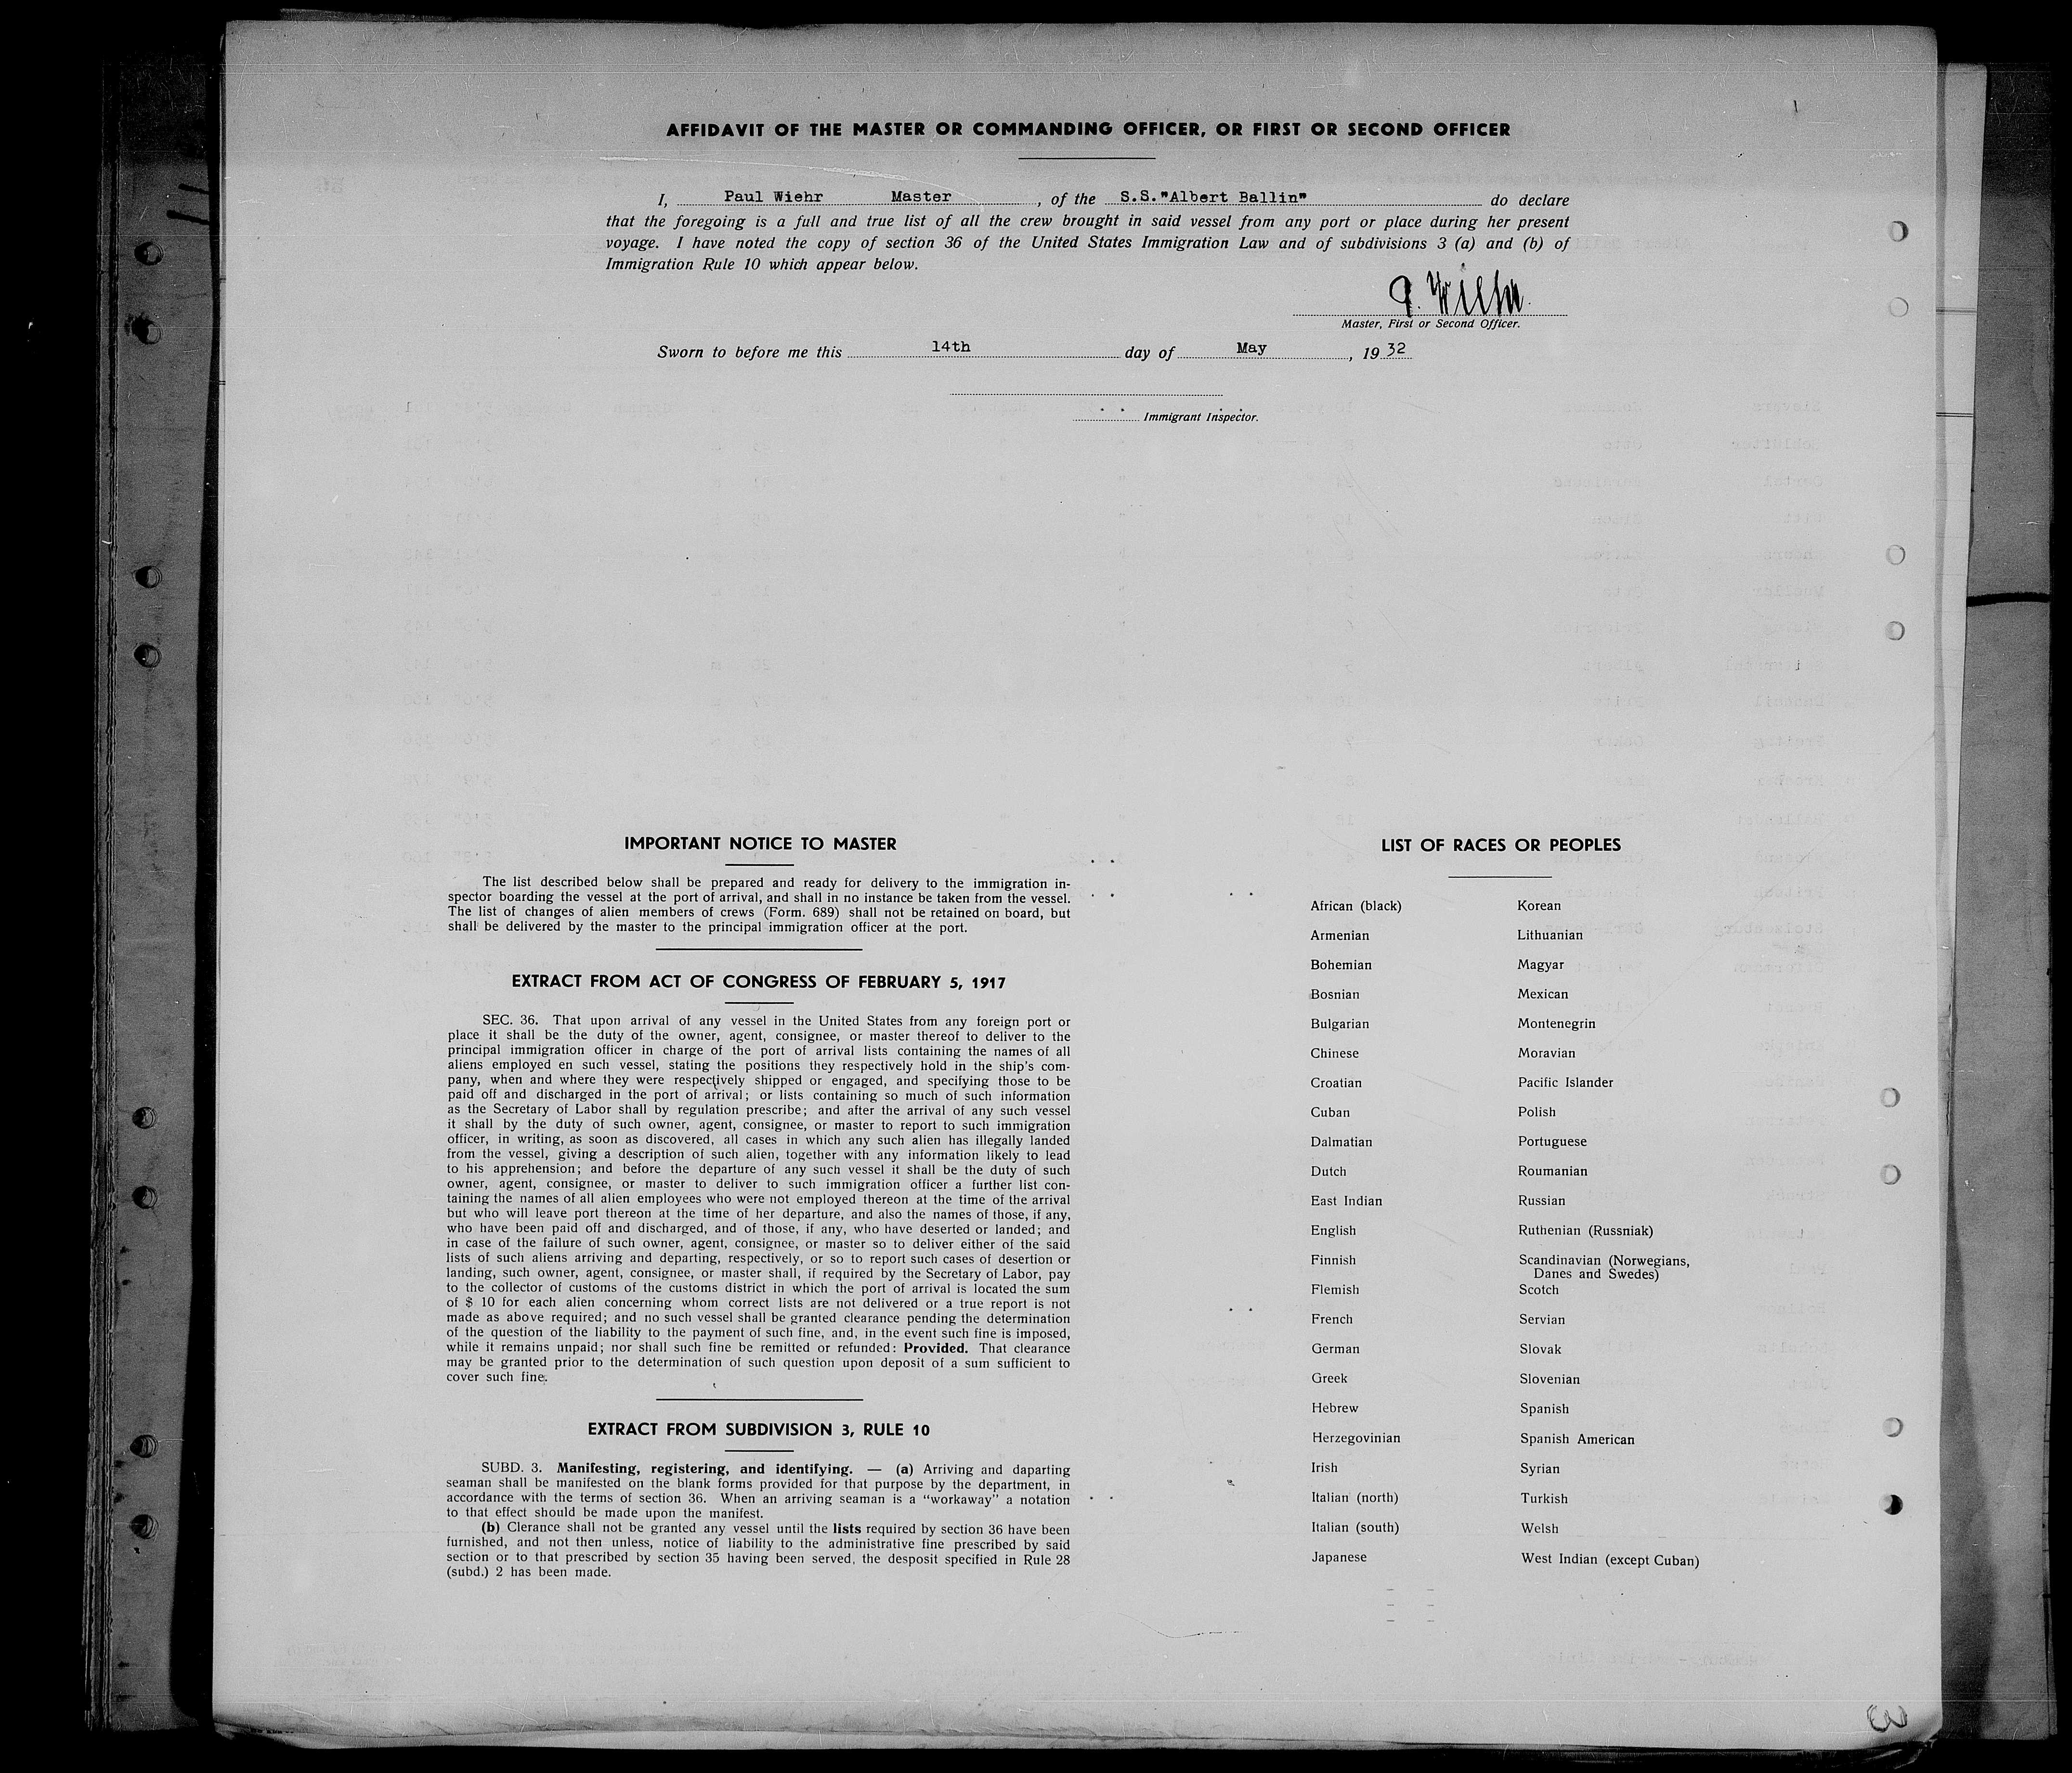 AFFIDAVIT OF THE MASTER OR COMMANDING OFFICER, OR FIRST OR SECOND OFFICER
I, Paul Wiehr Master, of the S.S."Albert Ballin" do declare
that the foregoing is a full and true list of all the crew brought in said vessel from any port or place during her present
voyage. I have noted the copy of section 36 of the United States Immigration Law and of subdivisions 3 (a) and (b) of
Immigration Rule 10 which appear below.
P. Wiehr.
Master, First or Second Officer.
Sworn to before me this 14th day of May, 1932
Immigrant Inspector.
IMPORTANT NOTICE TO MASTER
The list described below shall be prepared and ready for delivery to the immigration in-
spector boarding the vessel at the port of arrival, and shall in no instance be taken from the vessel.
The list of changes of alien members of crews (Form. 689) shall not be retained on board, but
shall be delivered by the master to the principal immigration officer at the port.
EXTRACT FROM ACT OF CONGRESS OF FEBRUARY 5, 1917
SEC. 36. That upon arrival of any vessel in the United States from any foreign port or
place it shall be the duty of the owner, agent, consignee, or master thereof to deliver to the
principal immigration officer in charge of the port of arrival lists containing the names of all
aliens employed en such vessel, stating the positions they respectively hold in the ship's com-
pany, when and where they were respectively shipped or engaged, and specifying those to be
paid off and discharged in the port of arrival; or lists containing so much of such information
as the Secretary of Labor shall by regulation prescribe; and after the arrival of any such vessel
it shall by the duty of such owner, agent, consignee, or master to report to such immigration
officer, in writing, as soon as discovered, all cases in which any such alien has illegally landed
from the vessel, giving a description of such alien, together with any information likely to lead
to his apprehension; and before the departure of any such vessel it shall be the duty of such
owner, agent, consignee, or master to deliver to such immigration officer a further list con-
taining the names of all alien employees who were not employed thereon at the time of the arrival
but who will leave port thereon at the time of her departure, and also the names of those, if any,
who have been paid off and discharged, and of those, if any, who have deserted or landed; and
in case of the failure of such owner, agent, consignee, or master so to deliver either of the said
lists of such aliens arriving and departing, respectively, or so to report such cases of desertion or
landing, such owner, agent, consignee, or master shall, if required by the Secretary of Labor, pay
to the collector of customs of the customs district in which the port of arrival is located the sum
of $ 10 for each alien concerning whom correct lists are not delivered or a true report is not
made as above required; and no such vessel shall be granted clearance pending the determination
of the question of the liability to the payment of such fine, and, in the event such fine is imposed,
while it remains unpaid; nor shall such fine be remitted or refunded: Provided. That clearance
may be granted prior to the determination of such question upon deposit of a sum sufficient to
cover such fine.
EXTRACT FROM SUBDIVISION 3, RULE 10
SUBD. 3. Manifesting, registering, and identifying. — (a) Arriving and daparting
seaman shall be manifested on the blank forms provided for that purpose by the department, in
accordance with the terms of section 36. When an arriving seaman is a "workaway" a notation
to that effect should be made upon the manifest.
(b) Clerance shall not be granted any vessel until the lists required by section 36 have been
furnished, and not then unless, notice of liability to the administrative fine prescribed by said
section or to that prescribed by section 35 having been served, the desposit specified in Rule 28
(subd.) 2 has been made.
LIST OF RACES OR PEOPLES
African (black)
Armenian
Bohemian
Bosnian
Bulgarian
Chinese
Croatian
Cuban
Dalmatian
Dutch
East Indian
English
Finnish
Flemish
French
German
Greek
Hebrew
Herzegovinian
Irish
Italian (north)
Italian (south)
Japanese
Korean
Lithuanian
Magyar
Mexican
Montenegrin
Moravian
Pacific Islander
Polish
Portuguese
Roumanian
Russian
Ruthenian (Russniak)
Scandinavian (Norwegians,
Danes and Swedes)
Scotch
Servian
Slovak
Slovenian
Spanish
Spanish American
Syrian
Turkish
Welsh
West Indian (except Cuban)